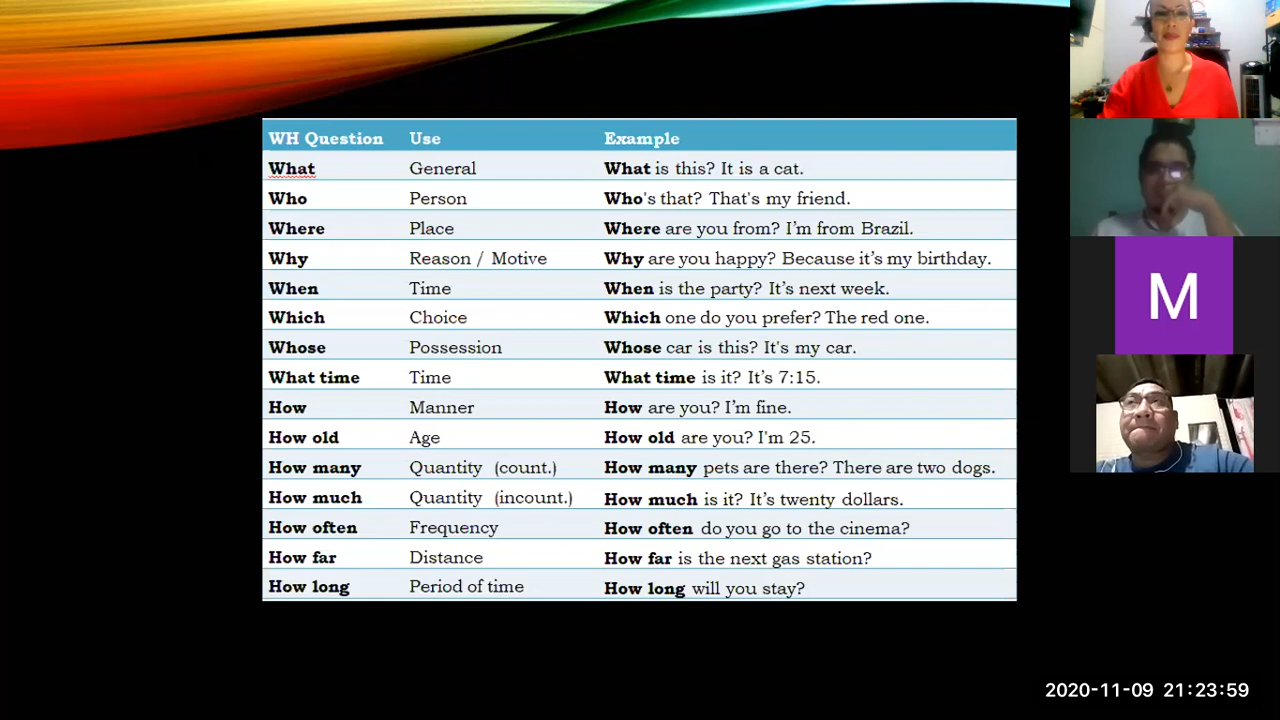 WH Question Use Example
What General What is this? It is a cat.
Who Person Who's that? That's my friend.
Where Place Where are you from? I’m from Brazil.
Why Reason / Motive Why are you happy? Because it’s my birthday.
When Time When is the party? It’s next week.
Which Choice Which one do you prefer? The red one.
Whose Possession Whose car is this? It's my car.
What time Time What time is it? It’s 7:15.
How Manner How are you? I’m fine.
How old Age How old are you? I'm 25.
How many Quantity (count.) How many pets are there? There are two dogs.
How much Quantity (incount.) How much is it? It’s twenty dollars.
How often Frequency How often do you go to the cinema?
How far Distance How far is the next gas station?
How long Period of time How long will you stay?
M
2020-11-09 21:23:59